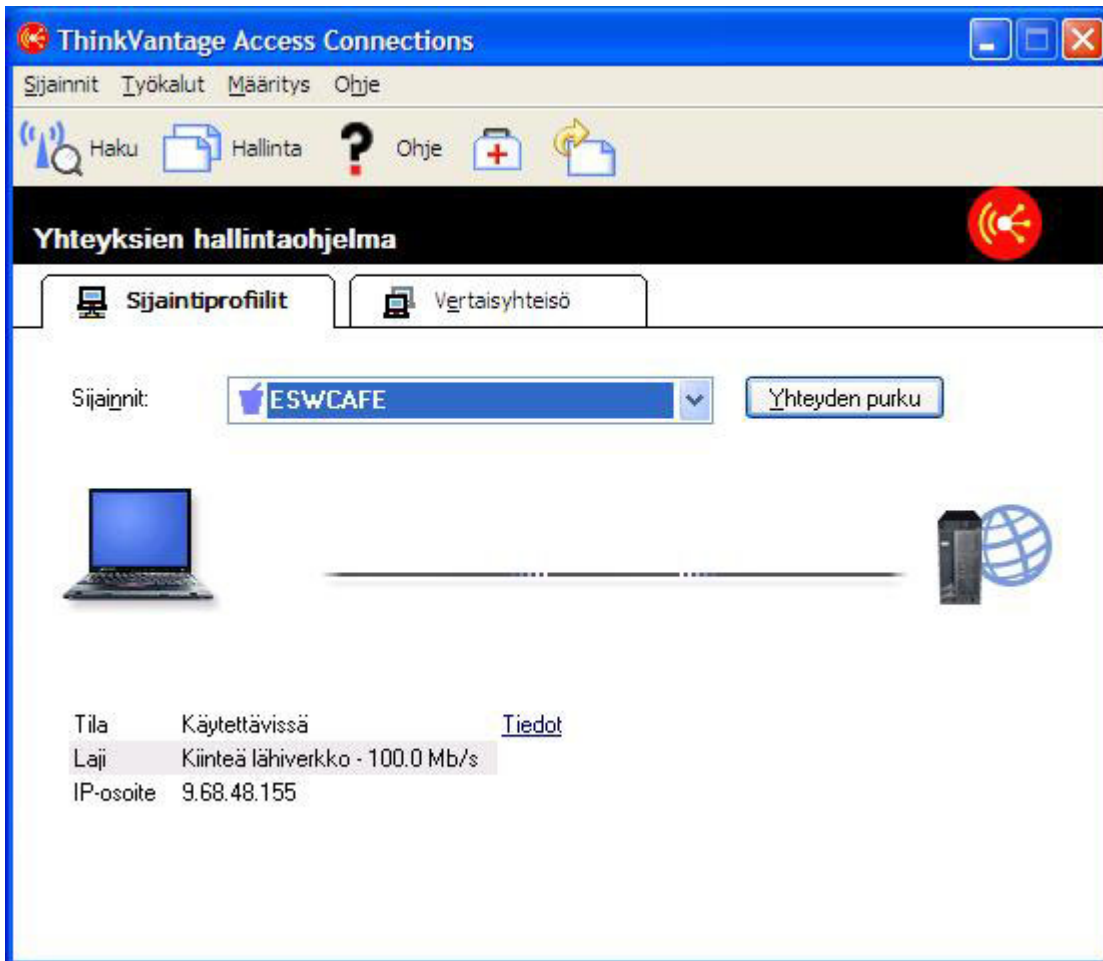 ThinkVantage Access Connections
Sijainnit Työkalut Määritys Ohje
Haku Hallinta ? Ohje
Yhteyksien hallintaohjelma
Sijaintiprofiilit Vertaisyhteisö
Sijainnit: ESWCAFE Yhteyden purku
Tila Käytettävissä Tiedot
Laji Kiinteä lähiverkko - 100.0 Mb/s
IP-osoite 9.68.48.155